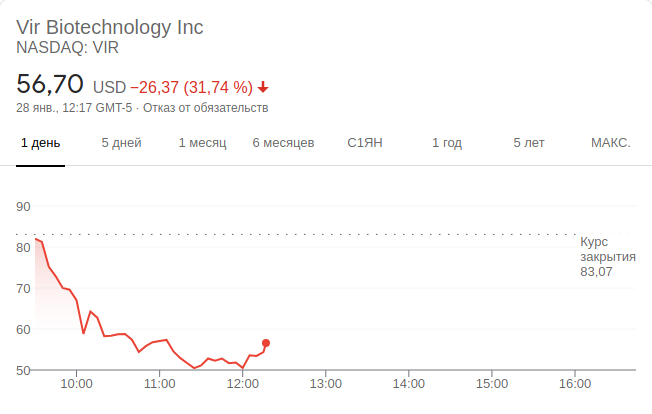 Vir Biotechnology Inc
NASDAQ: VIR
56,70 USD −26,37 (31,74 %)
28 янв., 12:17 GMT-5 · Отказ от обязательств
1 день 5 дней 1 месяц 6 месяцев С1ЯН 1 год 5 лет МАКС.
90
Курс
закрытия
83,07
80
70
60
50
10:00 11:00 12:00 13:00 14:00 15:00 16:00